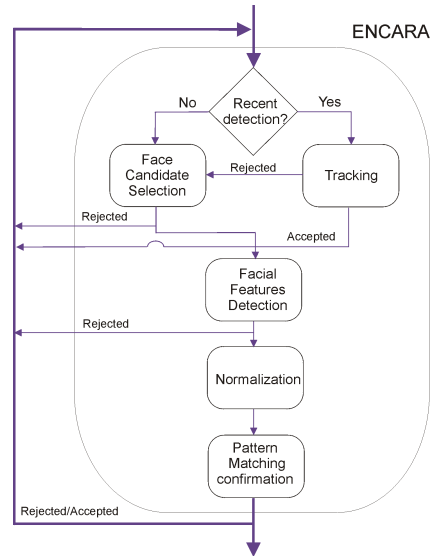 ENCARA
Recent
detection?
No
Yes
Face
Candidate
Selection
Rejected
Tracking
Rejected
Accepted
Facial
Features
Detection
Rejected
Normalization
Pattern
Matching
confirmation
Rejected/Accepted